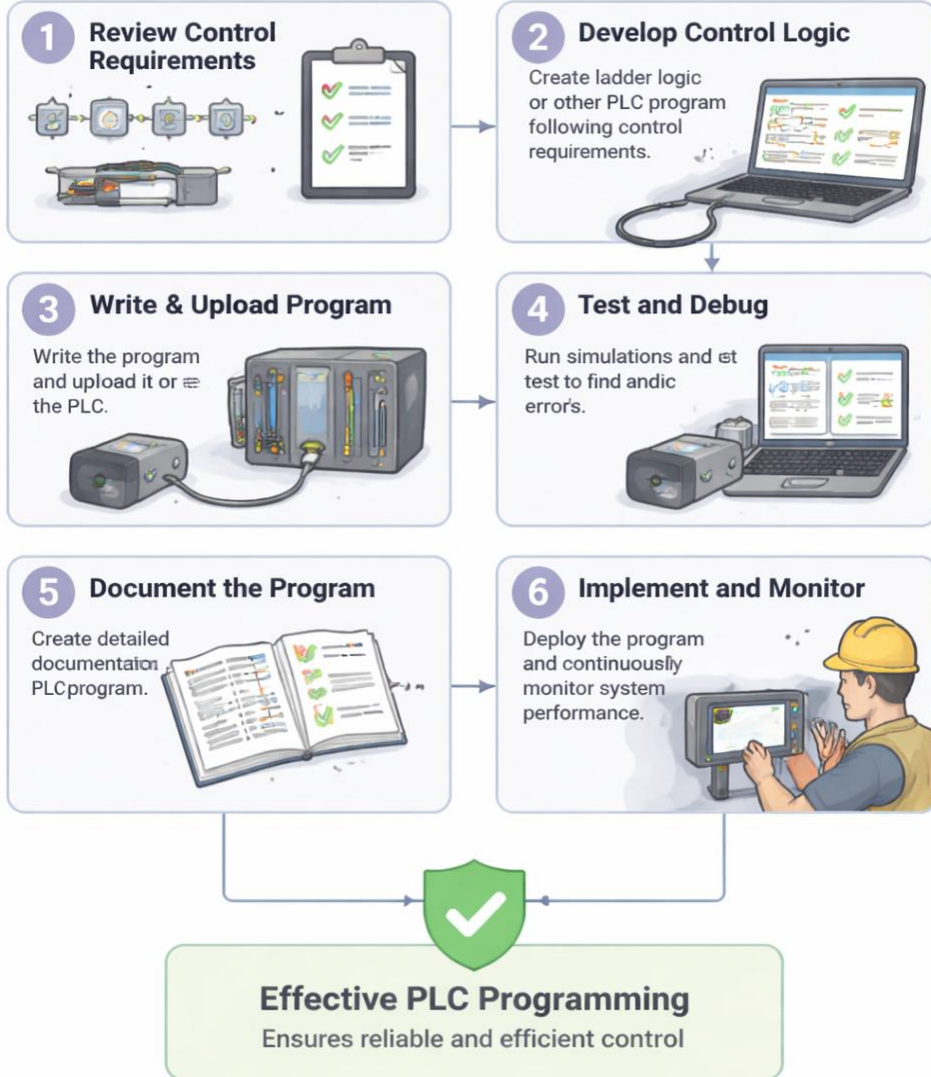 1
Review Control
Requirements
2
Develop Control Logic
Create ladder logic
or other PLC program
following control
requirements.
3
Write & Upload Program
Write the program
and upload it or
the PLC.
4
Test and Debug
Run simulations and
test to find andic
errors.
5
Document the Program
Create detailed
PLCprogram.
6
Implement and Monitor
Deploy the program
and continuously
monitor system
performance.
Effective PLC Programming
Ensures reliable and efficient control